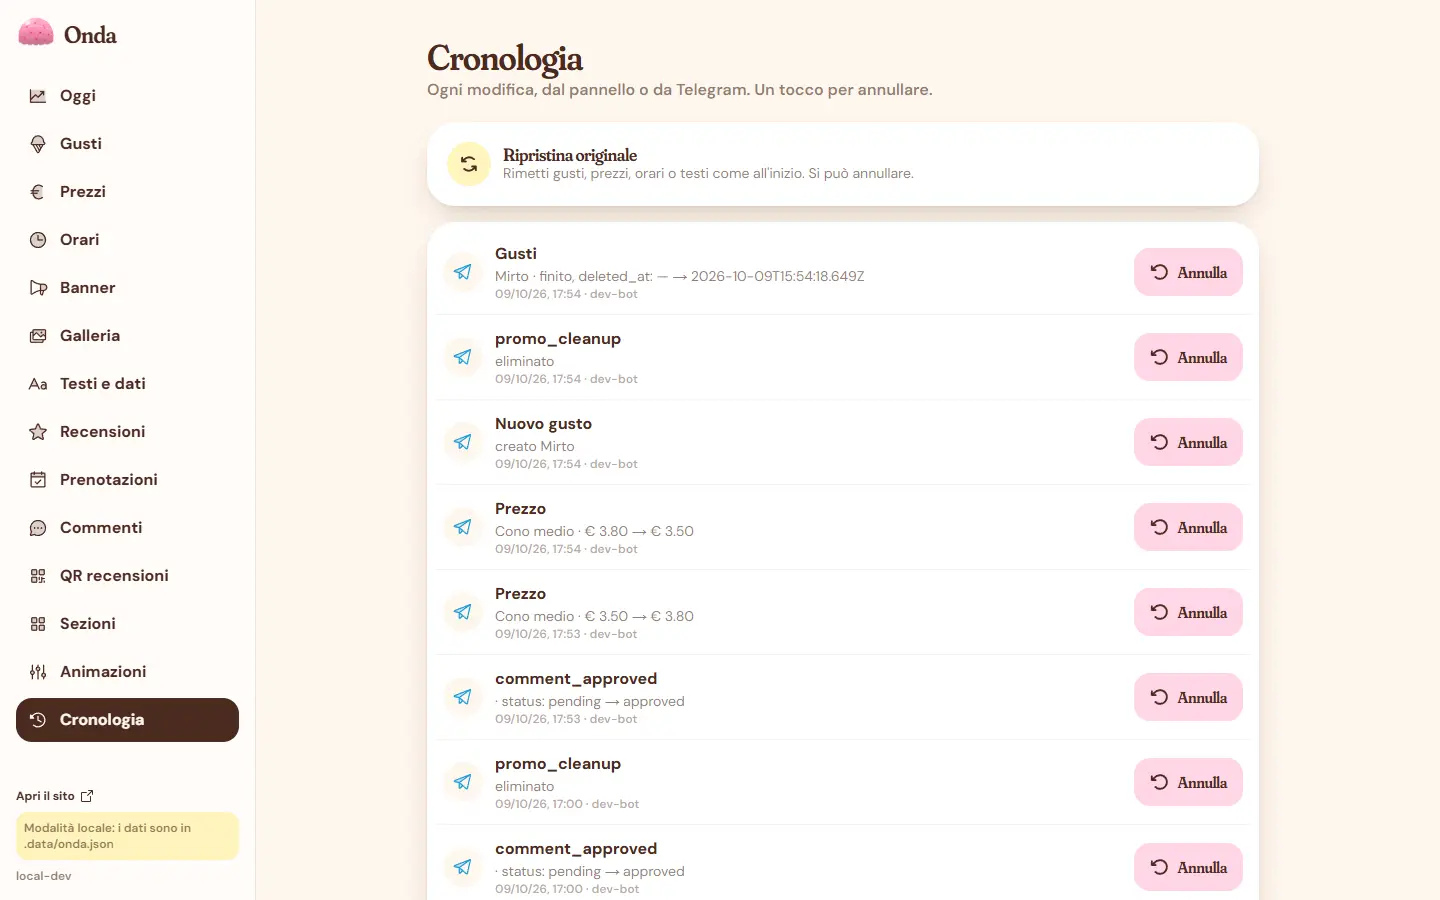 Onda
Oggi
Gusti
Prezzi
Orari
Banner
Galleria
Testi e dati
Recensioni
Prenotazioni
Commenti
QR recensioni
Sezioni
Animazioni
Cronologia
Apri il sito
Modalità locale: i dati sono in
.data/onda.json
local-dev
Cronologia
Ogni modifica, dal pannello o da Telegram. Un tocco per annullare.
Ripristina originale
Rimetti gusti, prezzi, orari o testi come all'inizio. Si può annullare.
Gusti
Mirto · finito, deleted_at: — → 2026-10-09T15:54:18.649Z
09/10/26, 17:54 · dev-bot
Annulla
promo_cleanup
eliminato
09/10/26, 17:54 · dev-bot
Annulla
Nuovo gusto
creato Mirto
09/10/26, 17:54 · dev-bot
Annulla
Prezzo
Cono medio · € 3.80 → € 3.50
09/10/26, 17:54 · dev-bot
Annulla
Prezzo
Cono medio · € 3.50 → € 3.80
09/10/26, 17:53 · dev-bot
Annulla
comment_approved
· status: pending → approved
09/10/26, 17:53 · dev-bot
Annulla
promo_cleanup
eliminato
09/10/26, 17:00 · dev-bot
Annulla
comment_approved
· status: pending → approved
09/10/26, 17:00 · dev-bot
Annulla